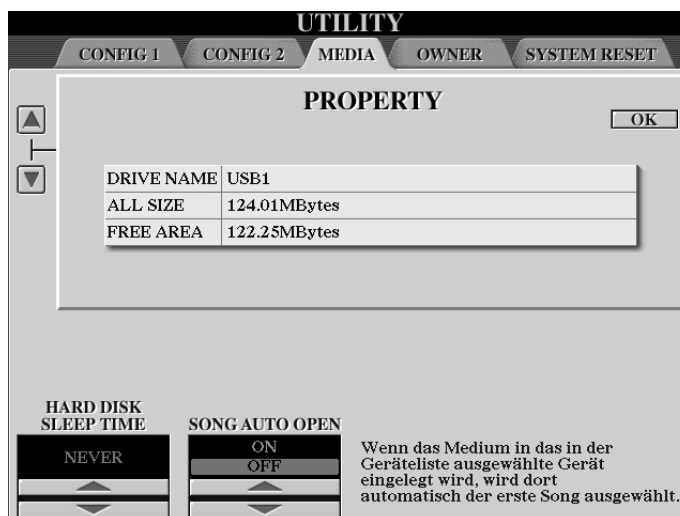 UTILITY
CONFIG 1 CONFIG 2 MEDIA OWNER SYSTEM RESET
PROPERTY
OK
DRIVE NAME USB1
ALL SIZE 124.01MBytes
FREE AREA 122.25MBytes
HARD DISK
SLEEP TIME
NEVER
SONG AUTO OPEN
ON
OFF
Wenn das Medium in das in der
Geräteliste ausgewählte Gerät
eingelegt wird, wird dort
automatisch der erste Song ausgewählt.